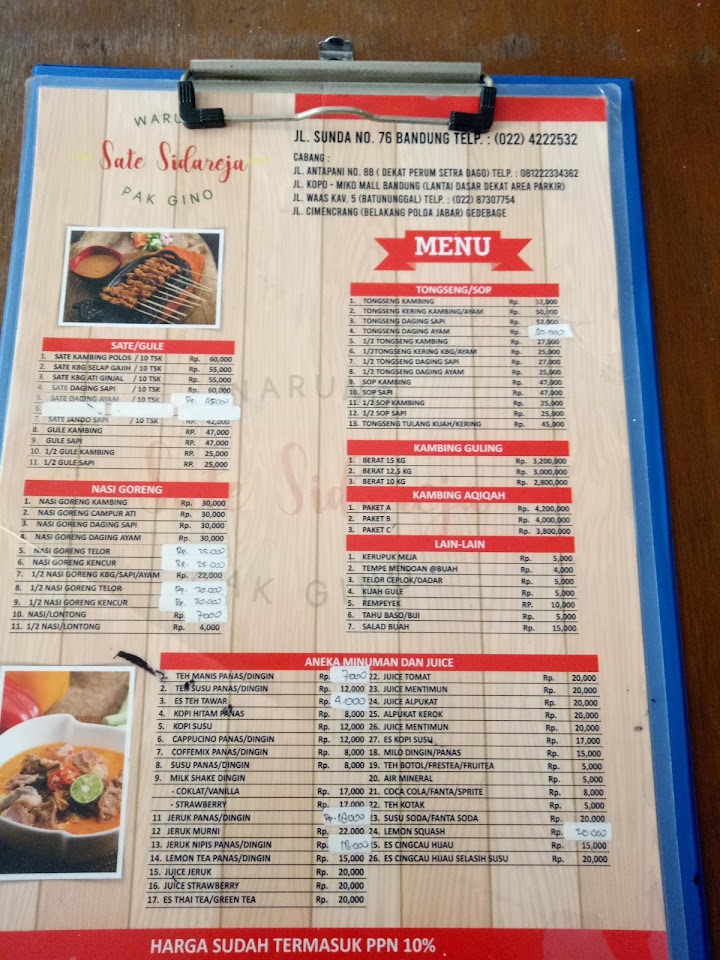 WARUNG
Sate Sidareja
PAK GINO
JL. SUNDA NO. 76 BANDUNG TELP. : (022) 4222532
CABANG :
JL. ANTAPANI NO. 8B ( DEKAT PERUM SETRA DAGO) TELP. : 081222334362
JL. KOPO - MIKO MALL BANDUNG (LANTAI DASAR DEKAT AREA PARKIR)
JL. WAAS KAV. 5 (BATUNUNGGAL) TELP. : (022) 87307754
JL. CIMENCRANG (BELAKANG POLDA JABAR) GEDEBAGE
MENU
SATE/GULE
1. SATE KAMBING POLOS / 10 TSK Rp. 60,000
2. SATE KBG SELAP GAJIH / 10 TSK Rp. 55,000
3. SATE KBG ATI GINJAL / 10 TSK Rp. 55,000
4. SATE DAGING SAPI / 10 TSK Rp. 60,000
5. SATE DAGING AYAM / 10 TSK Rp. 45000
6.
7. SATE JANDO SAPI / 10 TSK RP. 42,000
8. GULE KAMBING RP. 47,000
9. GULE SAPI RP. 47,000
10. 1/2 GULE KAMBING RP. 25,000
11. 1/2 GULE SAPI RP. 25,000
NASI GORENG
1. NASI GORENG KAMBING Rp. 30,000
2. NASI GORENG CAMPUR ATI Rp. 30,000
3. NASI GORENG DAGING SAPI Rp. 30,000
4. NASI GORENG DAGING AYAM Rp. 30,000
5. NASI GORENG TELOR Rp. 25.000
6. NASI GORENG KENCUR Rp. 25.000
7. 1/2 NASI GORENG KBG/SAPI/AYAM Rp. 22,000
8. 1/2 NASI GORENG TELOR Rp. 20.000
9. 1/2 NASI GORENG KENCUR Rp. 20.000
10. NASI/LONTONG Rp. 7000
11. 1/2 NASI/LONTONG Rp. 4,000
TONGSENG/SOP
1. TONGSENG KAMBING Rp. 52,000
2. TONGSENG KERING KAMBING/AYAM Rp. 50,000
3. TONGSENG DAGING SAPI Rp. 52,000
4. TONGSENG DAGING AYAM Rp.
5. 1/2 TONGSENG KAMBING Rp. 27,000
6. 1/2TONGSENG KERING KBG/AYAM Rp. 25,000
7. 1/2 TONGSENG DAGING SAPI Rp. 27,000
8. 1/2 TONGSENG DAGING AYAM Rp. 25,000
9. SOP KAMBING Rp. 47,000
10. SOP SAPI Rp. 47,000
11. 1/2 SOP KAMBING Rp. 25,000
12. 1/2 SOP SAPI Rp. 25,000
13. TONGSENG TULANG KUAH/KERING Rp. 45,000
KAMBING GULING
1. BERAT 15 KG Rp. 3,200,000
2. BERAT 12,5 KG Rp. 3,000,000
3. BERAT 10 KG Rp. 2,800,000
KAMBING AQIQAH
1. PAKET A Rp. 4,200,000
2. PAKET B Rp. 4,000,000
3. PAKET C Rp. 3,800,000
LAIN-LAIN
1. KERUPUK MEJA Rp. 5,000
2. TEMPE MENDOAN @BUAH Rp. 4,000
3. TELOR CEPLOK/DADAR Rp. 5,000
4. KUAH GULE Rp. 5,000
5. REMPEYEK RP. 10,000
6. TAHU BASO/BIJI Rp. 5,000
7. SALAD BUAH Rp. 15,000
ANEKA MINUMAN DAN JUICE
1. TEH MANIS PANAS/DINGIN Rp. 7000
2. TEH SUSU PANAS/DINGIN Rp. 12,000
3. ES TEH TAWAR Rp. 4.000
4. KOPI HITAM PANAS Rp. 8,000
5. KOPI SUSU Rp. 12,000
6. CAPPUCINO PANAS/DINGIN Rp. 12,000
7. COFFEMIX PANAS/DINGIN Rp. 8,000
8. SUSU PANAS/DINGIN Rp. 8,000
9. MILK SHAKE DINGIN
- COKLAT/VANILLA Rp. 17,000
- STRAWBERRY Rp. 17,000
11 JERUK PANAS/DINGIN Rp. 18000
12 JERUK MURNI Rp. 22,000
13. JERUK NIPIS PANAS/DINGIN Rp. 18.000
14. LEMON TEA PANAS/DINGIN Rp. 15,000
15. JUICE JERUK Rp. 20,000
16. JUICE STRAWBERRY Rp. 20,000
17. ES THAI TEA/GREEN TEA Rp. 20,000
22. JUICE TOMAT Rp. 20,000
23. JUICE MENTIMUN Rp. 20,000
24. JUICE ALPUKAT Rp. 20,000
25. ALPUKAT KEROK Rp. 20,000
26. JUICE MENTIMUN Rp. 20,000
27. ES KOPI SUSU Rp. 17,000
18. MILO DINGIN/PANAS Rp. 15,000
19. TEH BOTOL/FRESTEA/FRUITEA Rp. 5,000
20. AIR MINERAL Rp. 5,000
21. COCA COLA/FANTA/SPRITE Rp. 8,000
22. TEH KOTAK Rp. 5,000
23. SUSU SODA/FANTA SODA Rp. 20,000
24. LEMON SQUASH Rp. 20.000
25. ES CINGCAU HIJAU Rp. 15,000
26. ES CINGCAU HIJAU SELASIH SUSU Rp. 20,000
HARGA SUDAH TERMASUK PPN 10%